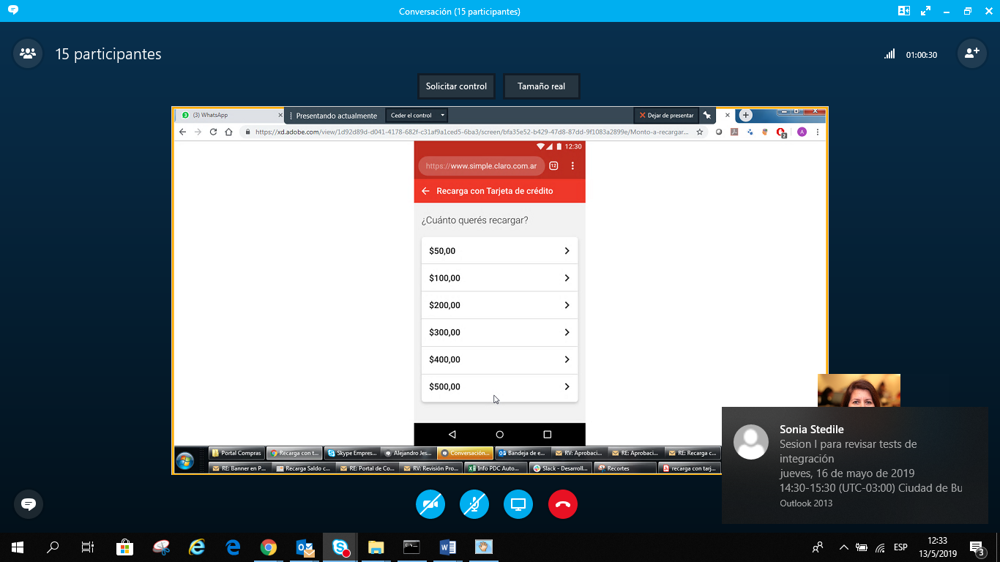 Conversación (15 participantes)
15 participantes
01:00:30
Solicitar control
Tamaño real
(3) WhatsApp
Presentando actualmente
Ceder el control
Dejar de presentar
https://xd.adobe.com/view/1d92d89d-d041-4178-682f-c31af9a1ced5-6ba3/screen/bfa35e52-b429-47d8-87dd-9f1083a2899e/Monto-a-recargar...
2
A
12:30
https://www.simple.claro.com.ar
12
Recarga con Tarjeta de crédito
¿Cuánto querés recargar?
$50,00
$100,00
$200,00
$300,00
$400,00
$500,00
Portal Compras
Recarga con t...
Skype Empres...
Alejandro Jes...
Conversación...
Bandeja de e...
RV: Aprobaci...
RE: Aprobaci...
RE: Recarga c...
RE: Banner en P...
Recarga Saldo c...
RE: Portal de Co...
RV: Revisión Pro...
Info PDC Auto...
Slack - Desarroll...
Recortes
recarga con tarj...
Sonia Stedile
Sesion I para revisar tests de
integración
jueves, 16 de mayo de 2019
14:30-15:30 (UTC-03:00) Ciudad de Bu
Outlook 2013
ESP
12:33
13/5/2019
3